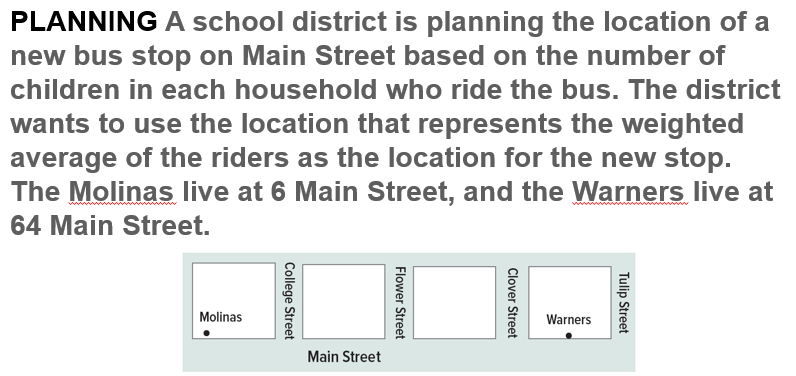 PLANNING A school district is planning the location of a
new bus stop on Main Street based on the number of
children in each household who ride the bus. The district
wants to use the location that represents the weighted
average of the riders as the location for the new stop.
The Molinas live at 6 Main Street, and the Warners live at
64 Main Street.
Molinas
College Street
Flower Street
Clover Street
Warners
Tulip Street
Main Street